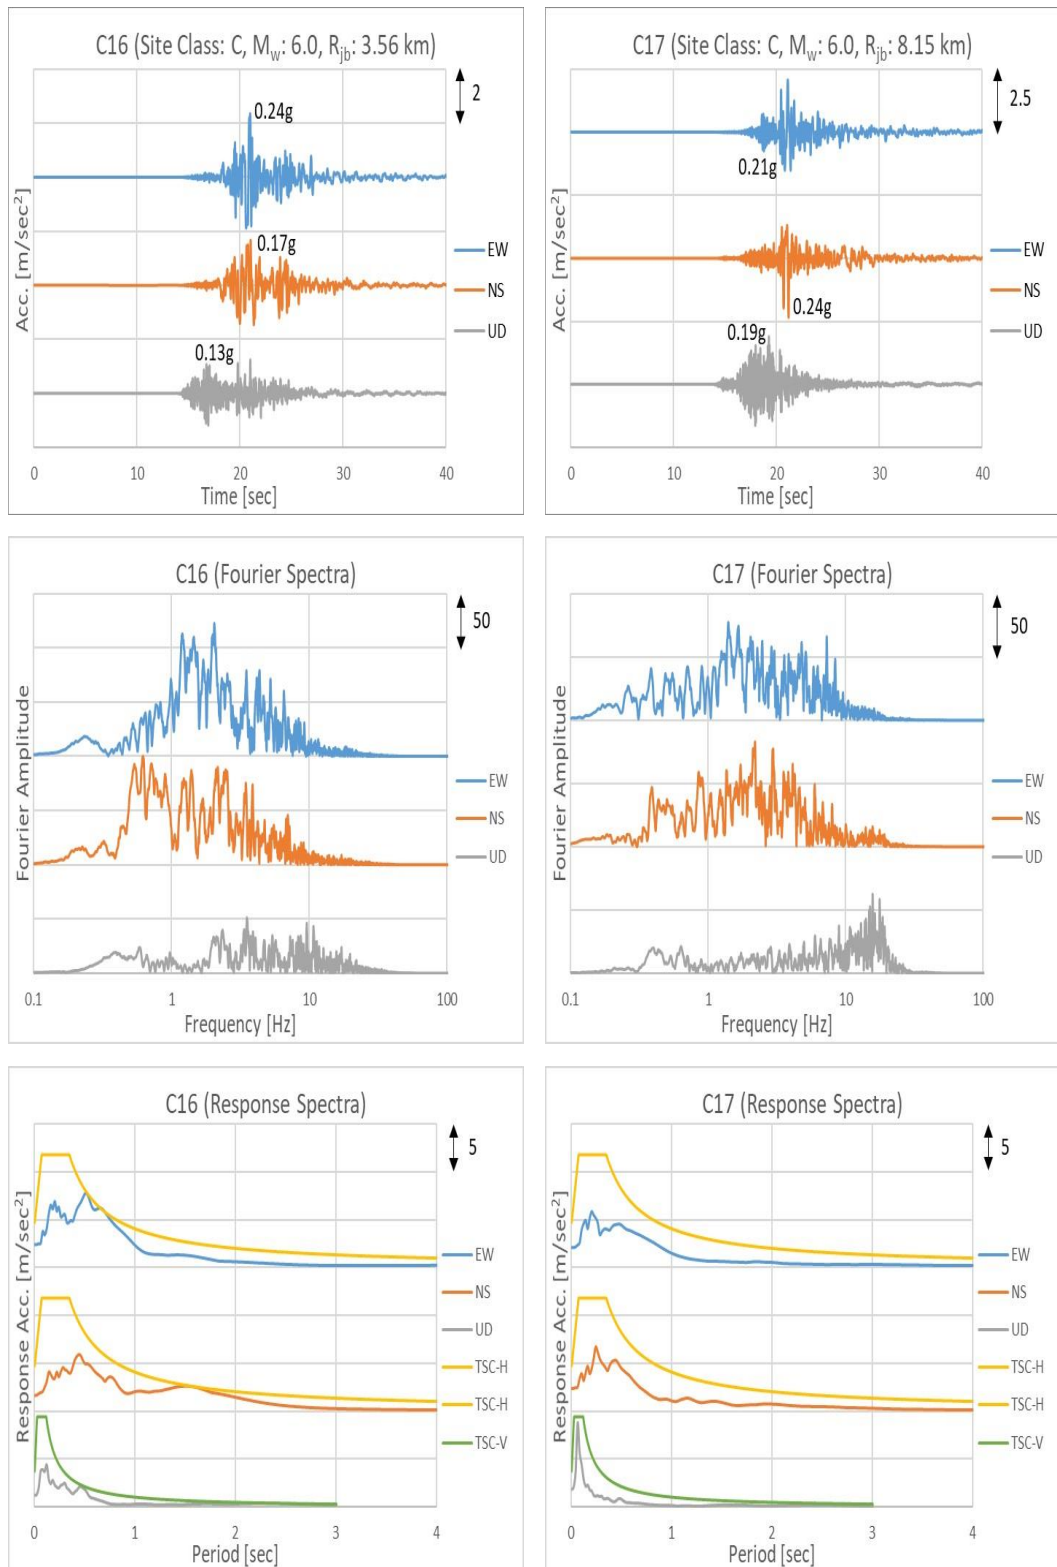 C16 (Site Class: C, M_w: 6.0, R_jb: 3.56 km)
2
0.24g
0.17g
0.13g
Acc. [m/sec²]
EW
NS
UD
0 10 20 30 40
Time [sec]
C17 (Site Class: C, M_w: 6.0, R_jb: 8.15 km)
2.5
0.21g
0.24g
0.19g
Acc. [m/sec²]
EW
NS
UD
0 10 20 30 40
Time [sec]
C16 (Fourier Spectra)
50
Fourier Amplitude
EW
NS
UD
0.1 1 10 100
Frequency [Hz]
C17 (Fourier Spectra)
50
Fourier Amplitude
EW
NS
UD
0.1 1 10 100
Frequency [Hz]
C16 (Response Spectra)
5
Response Acc. [m/sec²]
EW
NS
UD
TSC-H
TSC-H
TSC-V
0 1 2 3 4
Period [sec]
C17 (Response Spectra)
5
Response Acc. [m/sec²]
EW
NS
UD
TSC-H
TSC-H
TSC-V
0 1 2 3 4
Period [sec]